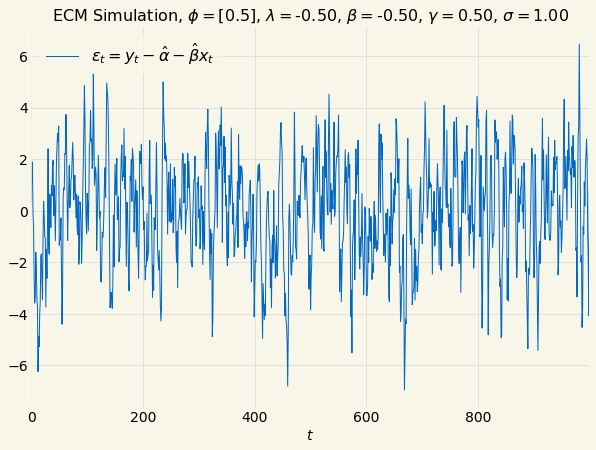 ECM Simulation, ϕ = [0.5], λ = -0.50, β = -0.50, γ = 0.50, σ = 1.00
εₜ = yₜ − α̂ − β̂xₜ
6
4
2
0
−2
−4
−6
0 200 400 600 800
t